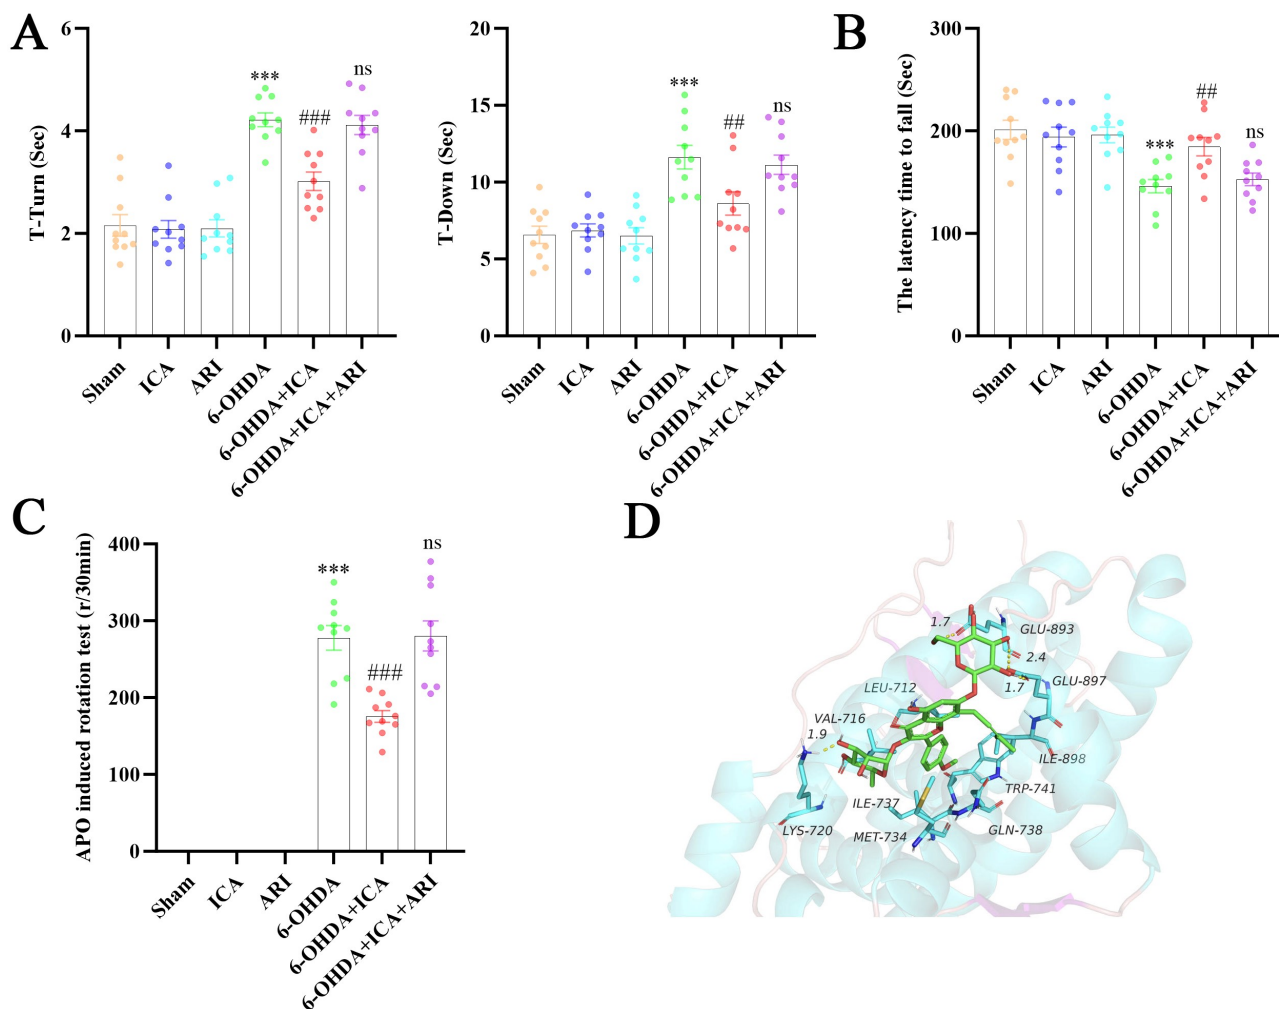 A
T-Turn (Sec)
6
4
2
0
***
###
ns
Sham
ICA
ARI
6-OHDA
6-OHDA+ICA
6-OHDA+ICA+ARI
T-Down (Sec)
20
15
10
5
0
***
##
ns
Sham
ICA
ARI
6-OHDA
6-OHDA+ICA
6-OHDA+ICA+ARI
B
The latency time to fall (Sec)
300
200
100
0
***
##
ns
Sham
ICA
ARI
6-OHDA
6-OHDA+ICA
6-OHDA+ICA+ARI
C
APO induced rotation test (r/30min)
400
300
200
100
0
***
###
ns
Sham
ICA
ARI
6-OHDA
6-OHDA+ICA
6-OHDA+ICA+ARI
D
1.7
GLU-893
2.4
GLU-897
1.7
LEU-712
VAL-716
1.9
ILE-898
TRP-741
ILE-737
LYS-720
MET-734
GLN-738